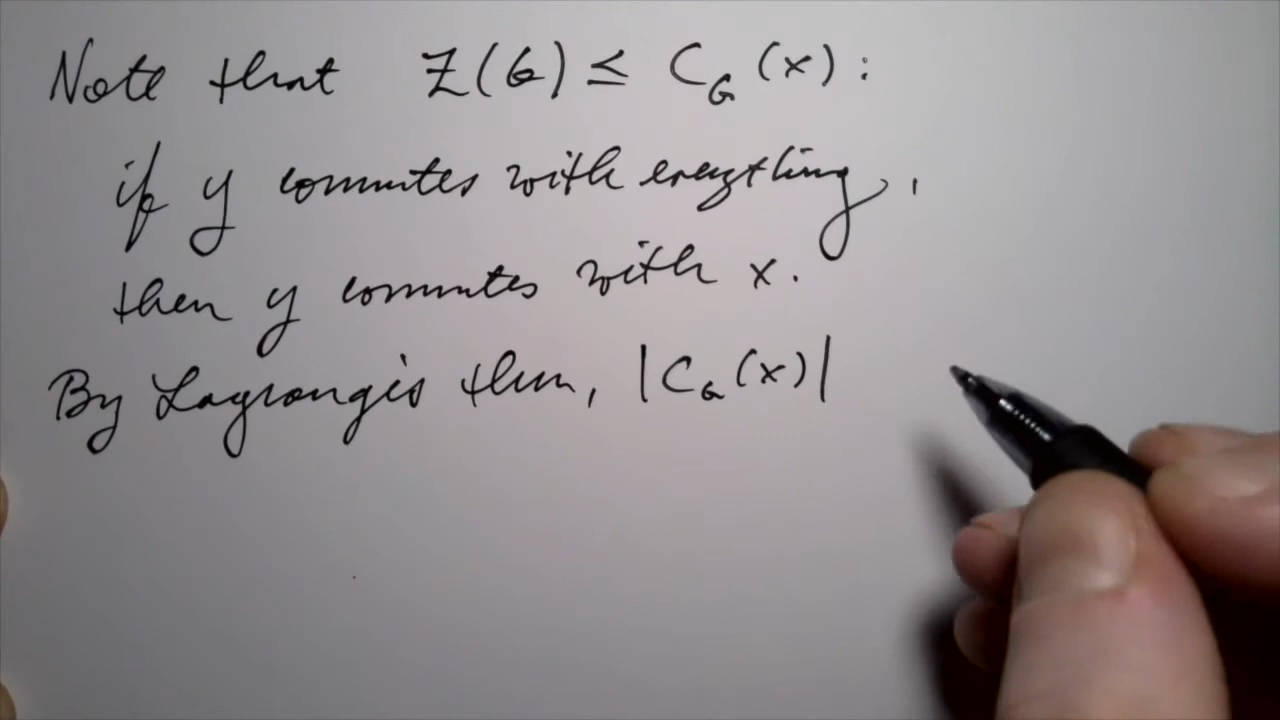 Note that Z(G) ≤ C_G(x):
if y commutes with everything,
then y commutes with x.
By Lagrange's thm, |C_G(x)|